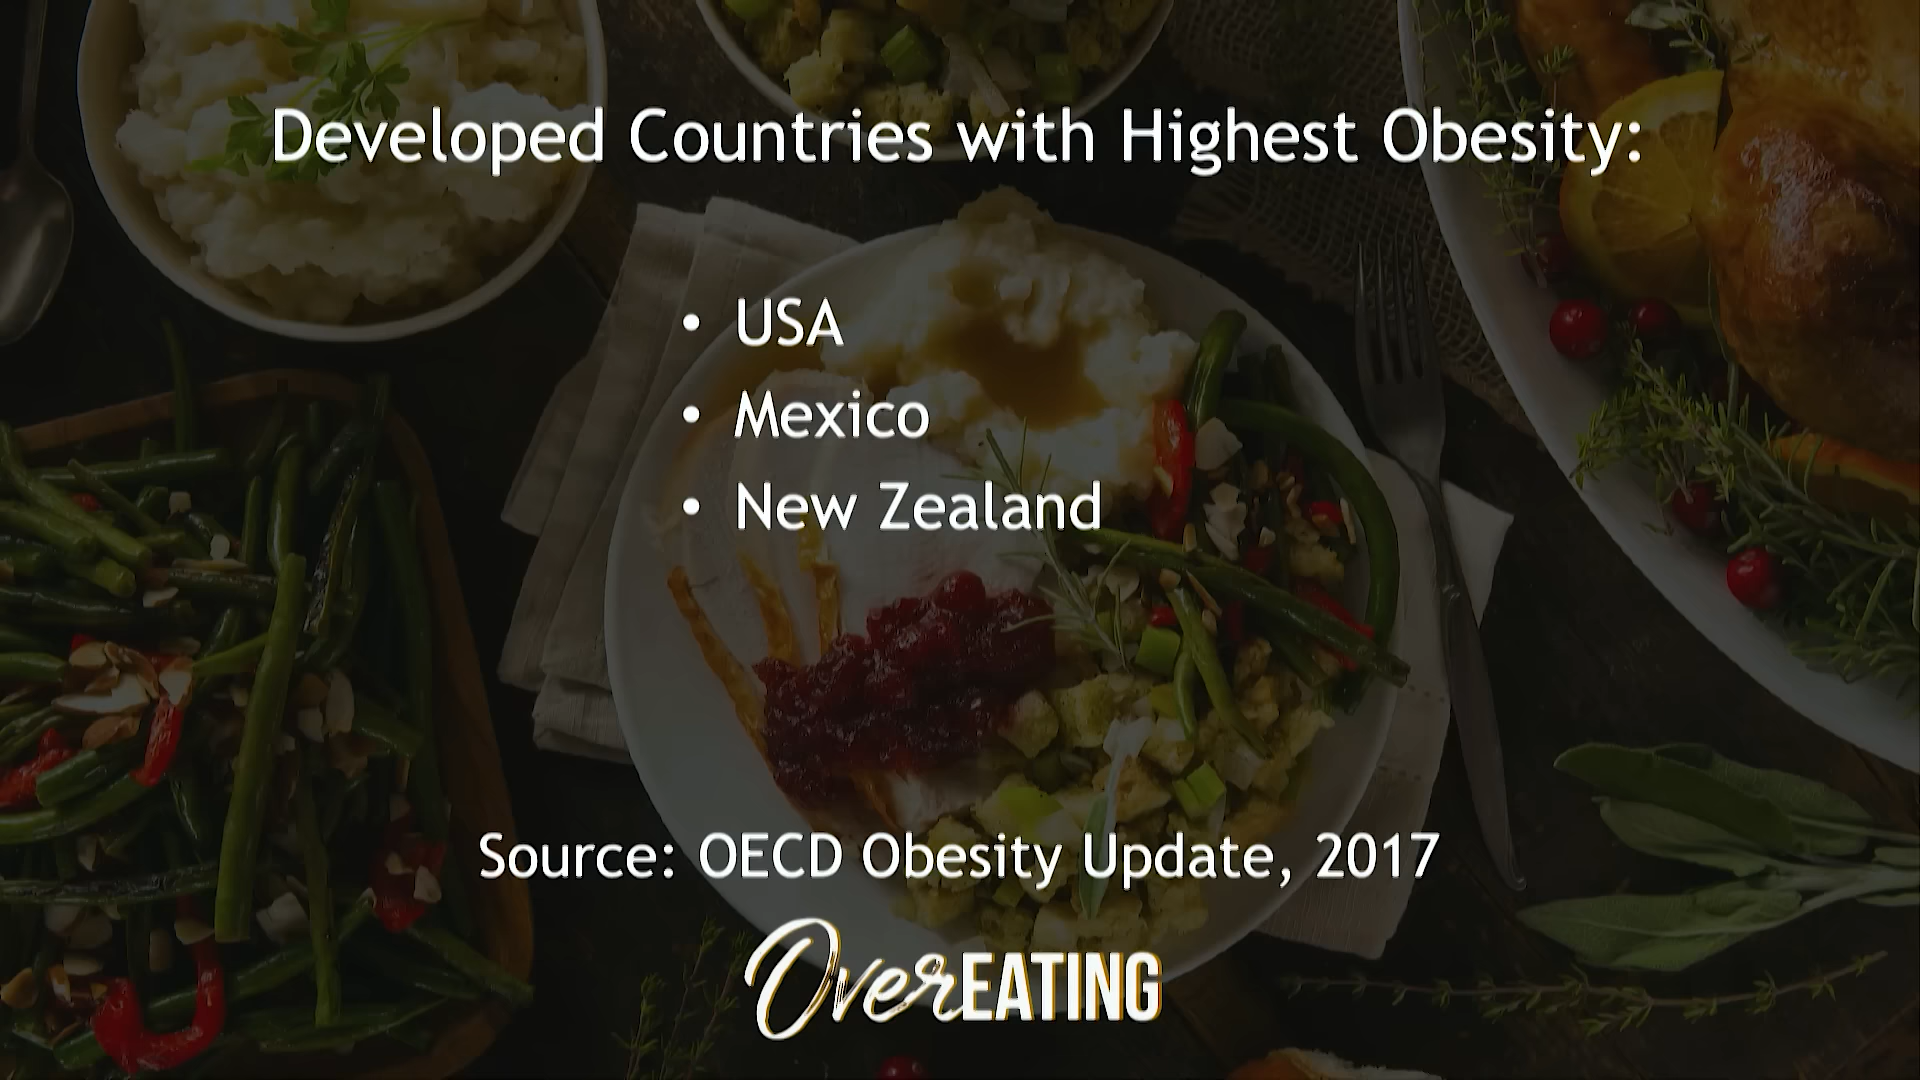 Developed Countries with Highest Obesity:
• USA
• Mexico
• New Zealand
Source: OECD Obesity Update, 2017
OverEATING